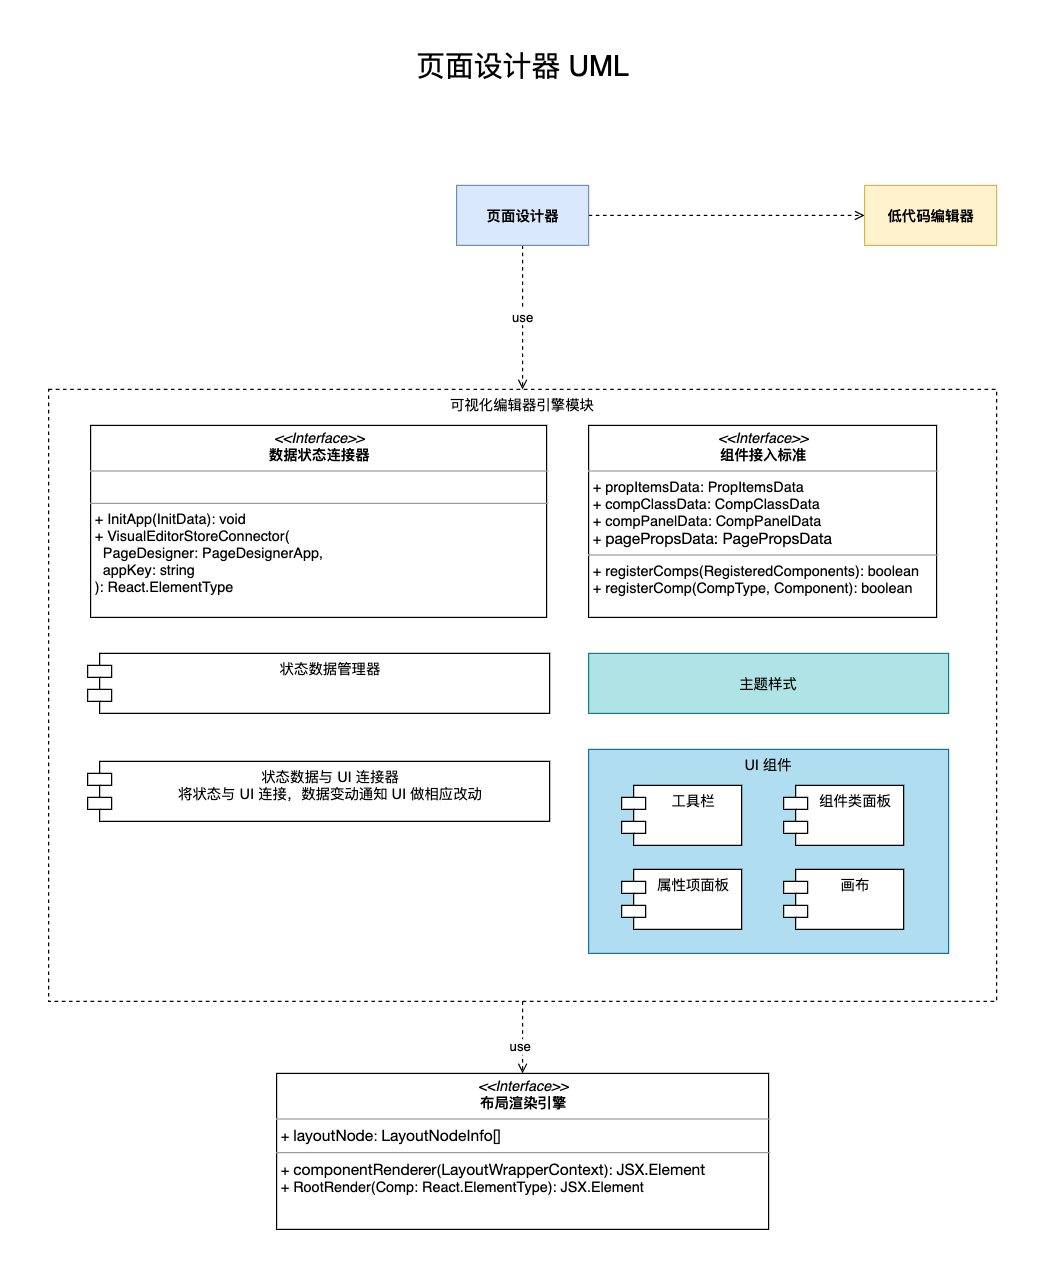 页面设计器 UML
页面设计器
低代码编辑器
use
可视化编辑器引擎模块
<<Interface>>
数据状态连接器
+ InitApp(InitData): void
+ VisualEditorStoreConnector(
PageDesigner: PageDesignerApp,
appKey: string
): React.ElementType
<<Interface>>
组件接入标准
+ propItemsData: PropItemsData
+ compClassData: CompClassData
+ compPanelData: CompPanelData
+ pagePropsData: PagePropsData
+ registerComps(RegisteredComponents): boolean
+ registerComp(CompType, Component): boolean
状态数据管理器
主题样式
状态数据与 UI 连接器
将状态与 UI 连接，数据变动通知 UI 做相应改动
UI 组件
工具栏
组件类面板
属性项面板
画布
use
<<Interface>>
布局渲染引擎
+ layoutNode: LayoutNodeInfo[]
+ componentRenderer(LayoutWrapperContext): JSX.Element
+ RootRender(Comp: React.ElementType): JSX.Element